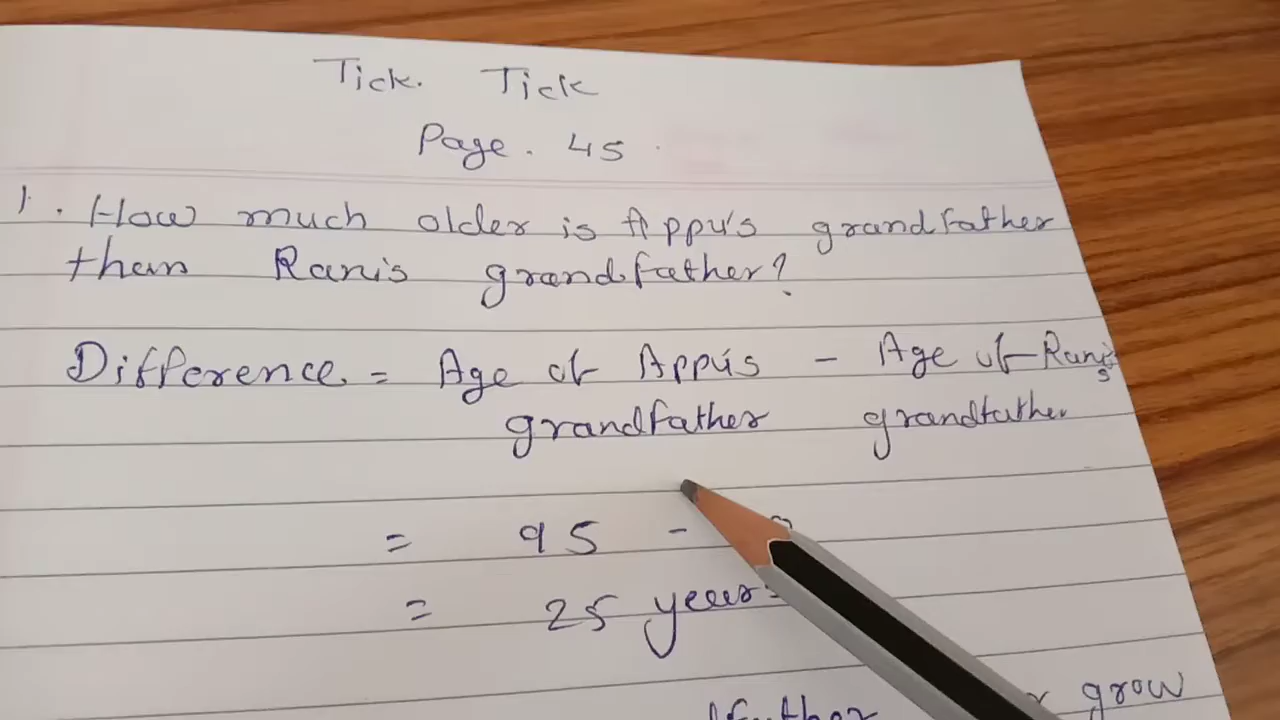 Tick. Tick
Page. 45
1. How much older is Appu's grandfather
than Rani's grandfather?
Difference = Age of Appu's - Age of Rani's
grandfather grandfather
= 95 -
= 25 years
grow